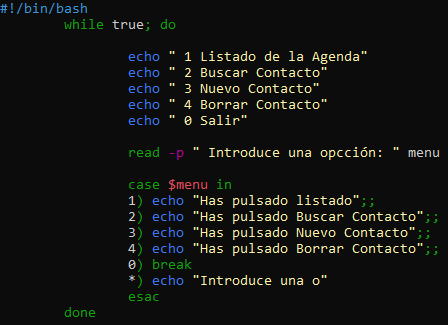 #!/bin/bash
while true; do
echo " 1 Listado de la Agenda"
echo " 2 Buscar Contacto"
echo " 3 Nuevo Contacto"
echo " 4 Borrar Contacto"
echo " 0 Salir"
read -p " Introduce una opcción: " menu
case $menu in
1) echo "Has pulsado listado";;
2) echo "Has pulsado Buscar Contacto";;
3) echo "Has pulsado Nuevo Contacto";;
4) echo "Has pulsado Borrar Contacto";;
0) break
*) echo "Introduce una o"
esac
done